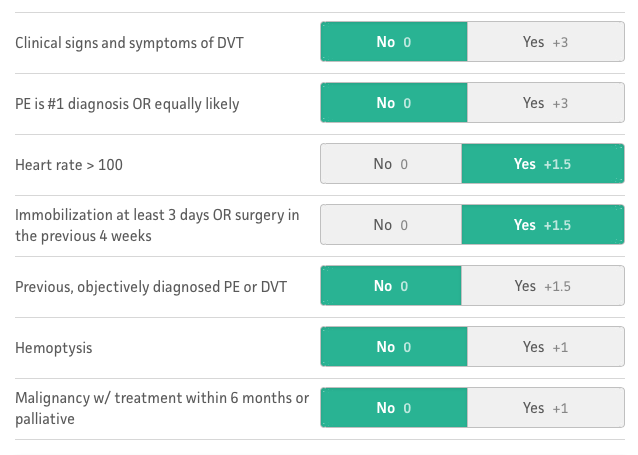 Clinical signs and symptoms of DVT No 0 Yes +3
PE is #1 diagnosis OR equally likely No 0 Yes +3
Heart rate > 100 No 0 Yes +1.5
Immobilization at least 3 days OR surgery in
the previous 4 weeks No 0 Yes +1.5
Previous, objectively diagnosed PE or DVT No 0 Yes +1.5
Hemoptysis No 0 Yes +1
Malignancy w/ treatment within 6 months or
palliative No 0 Yes +1